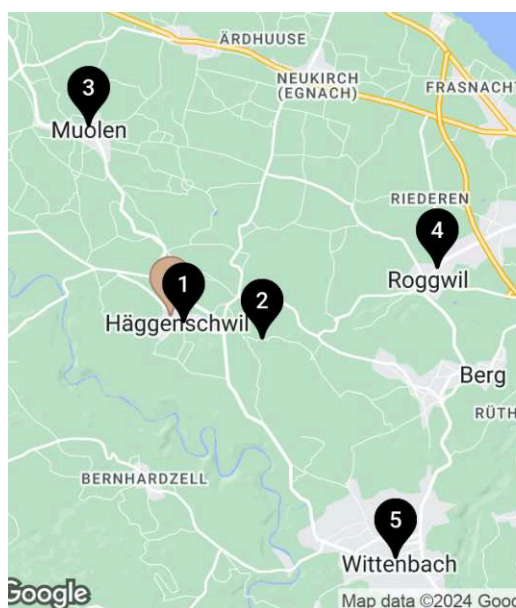 ÄRDHUUSE
NEUKIRCH
(EGNACH)
FRASNACHT
3
Muolen
RIEDEREN
4
Roggwil
1
Häggenschwil
2
Berg
RÜTH
BERNHARDZELL
5
Wittenbach
Google
Map data ©2024 Goog